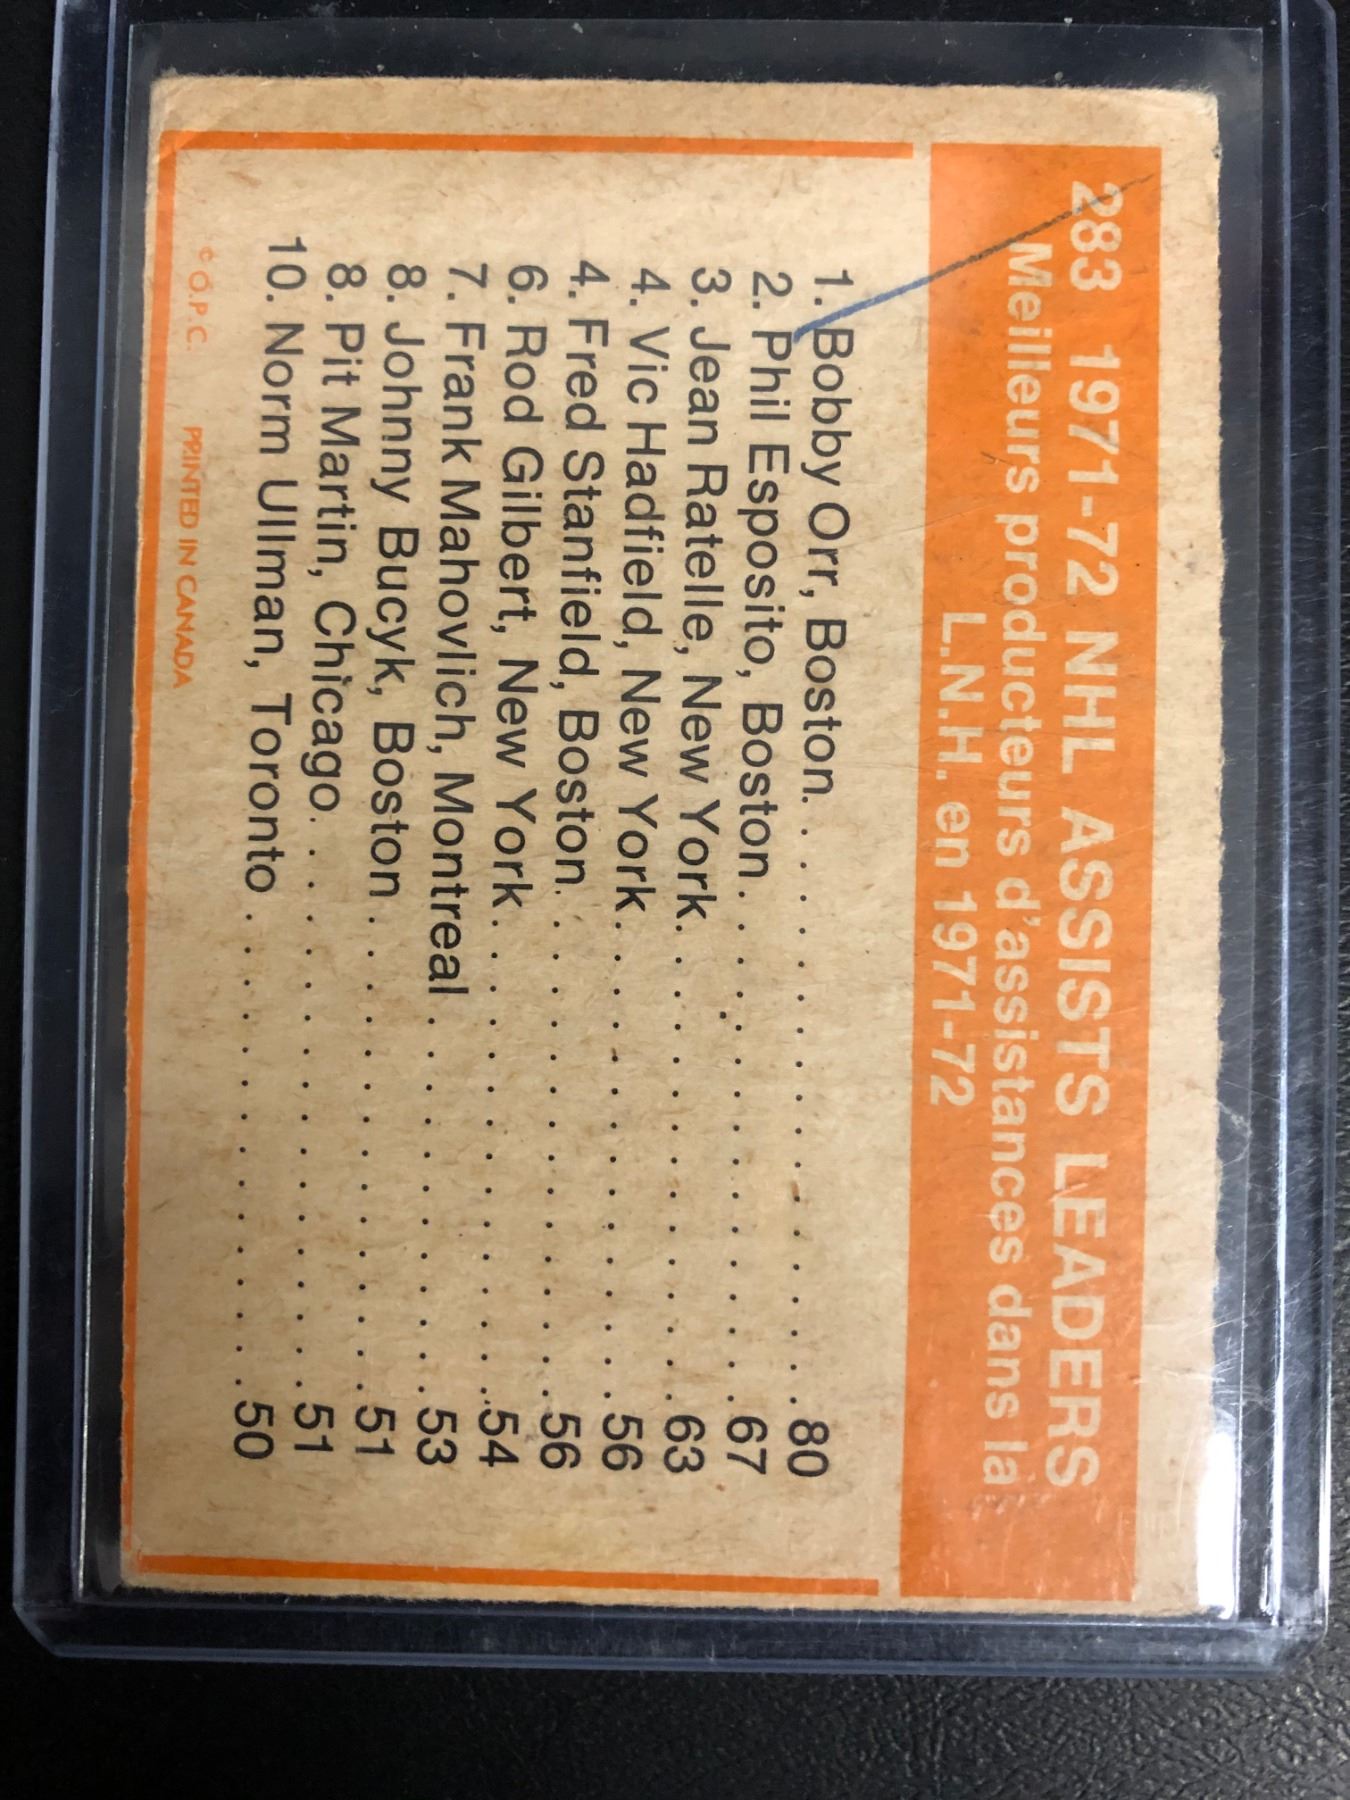 283 1971-72 NHL ASSISTS LEADERS
Meilleurs producteurs d'assistances dans la
L.N.H. en 1971-72
1. Bobby Orr, Boston. . . . . . . . . . . . . . . . . . . . 80
2. Phil Esposito, Boston. . . . . . . . . . . . . . . . . . 67
3. Jean Ratelle, New York. . . . . . . . . . . . . . . . 63
4. Vic Hadfield, New York. . . . . . . . . . . . . . . . 56
4. Fred Stanfield, Boston. . . . . . . . . . . . . . . . 56
6. Rod Gilbert, New York. . . . . . . . . . . . . . . . 54
7. Frank Mahovlich, Montreal . . . . . . . . . . . . . 53
8. Johnny Bucyk, Boston . . . . . . . . . . . . . . . . 51
8. Pit Martin, Chicago. . . . . . . . . . . . . . . . . . . 51
10. Norm Ullman, Toronto . . . . . . . . . . . . . . . 50
© O.P.C. PRINTED IN CANADA